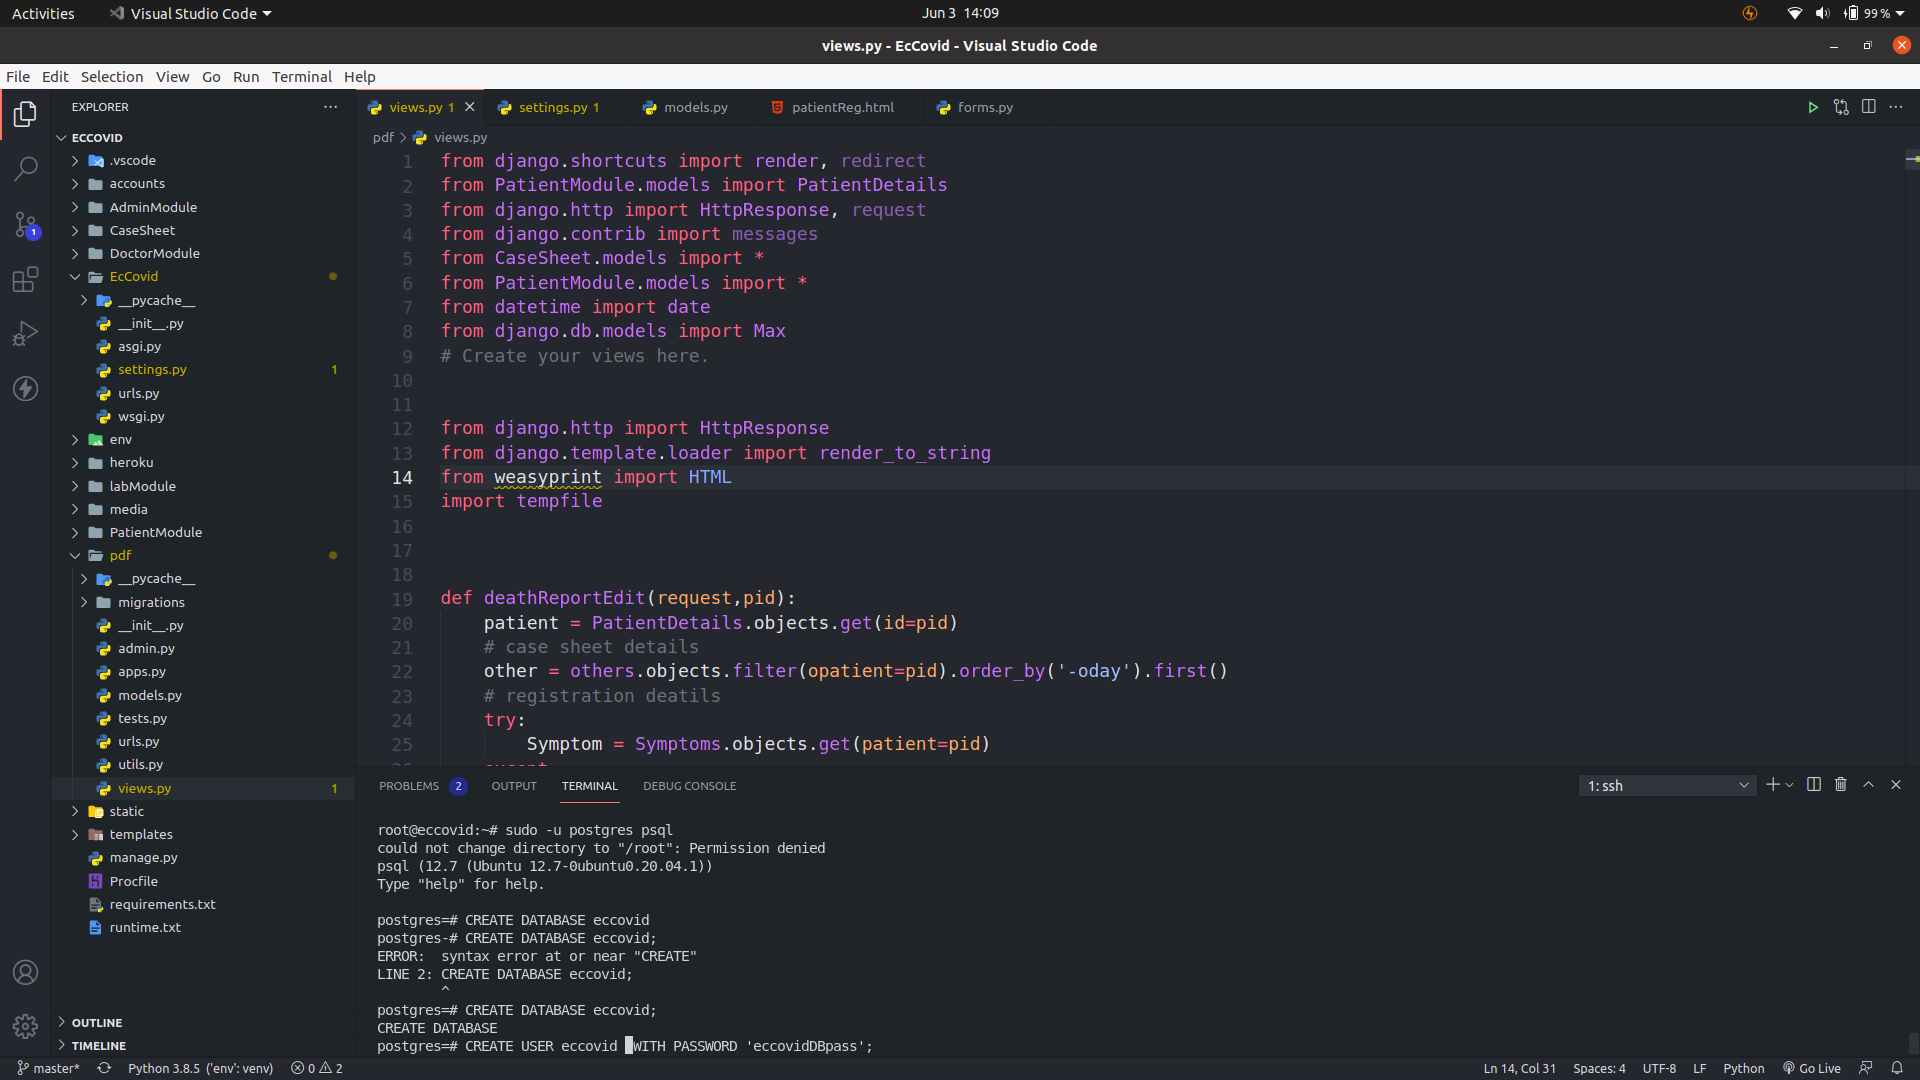 Activities
Visual Studio Code
Jun 3 14:09
99 %
views.py - EcCovid - Visual Studio Code
File Edit Selection View Go Run Terminal Help
EXPLORER
ECCOVID
.vscode
accounts
AdminModule
CaseSheet
DoctorModule
EcCovid
__pycache__
__init__.py
asgi.py
settings.py 1
urls.py
wsgi.py
env
heroku
labModule
media
PatientModule
pdf
__pycache__
migrations
__init__.py
admin.py
apps.py
models.py
tests.py
urls.py
utils.py
views.py 1
static
templates
manage.py
Procfile
requirements.txt
runtime.txt
OUTLINE
TIMELINE
1
views.py 1
settings.py 1
models.py
patientReg.html
forms.py
pdf > views.py
1 from django.shortcuts import render, redirect
2 from PatientModule.models import PatientDetails
3 from django.http import HttpResponse, request
4 from django.contrib import messages
5 from CaseSheet.models import *
6 from PatientModule.models import *
7 from datetime import date
8 from django.db.models import Max
9 # Create your views here.
10
11
12 from django.http import HttpResponse
13 from django.template.loader import render_to_string
14 from weasyprint import HTML
15 import tempfile
16
17
18
19 def deathReportEdit(request,pid):
20 patient = PatientDetails.objects.get(id=pid)
21 # case sheet details
22 other = others.objects.filter(opatient=pid).order_by('-oday').first()
23 # registration deatils
24 try:
25 Symptom = Symptoms.objects.get(patient=pid)
PROBLEMS 2 OUTPUT TERMINAL DEBUG CONSOLE
1: ssh
root@eccovid:~# sudo -u postgres psql
could not change directory to "/root": Permission denied
psql (12.7 (Ubuntu 12.7-0ubuntu0.20.04.1))
Type "help" for help.
postgres=# CREATE DATABASE eccovid
postgres-# CREATE DATABASE eccovid;
ERROR:  syntax error at or near "CREATE"
LINE 2: CREATE DATABASE eccovid;
^
postgres=# CREATE DATABASE eccovid;
CREATE DATABASE
postgres=# CREATE USER eccovid WITH PASSWORD 'eccovidDBpass';
master* Python 3.8.5 ('env': venv) 0 2
Ln 14, Col 31 Spaces: 4 UTF-8 LF Python Go Live